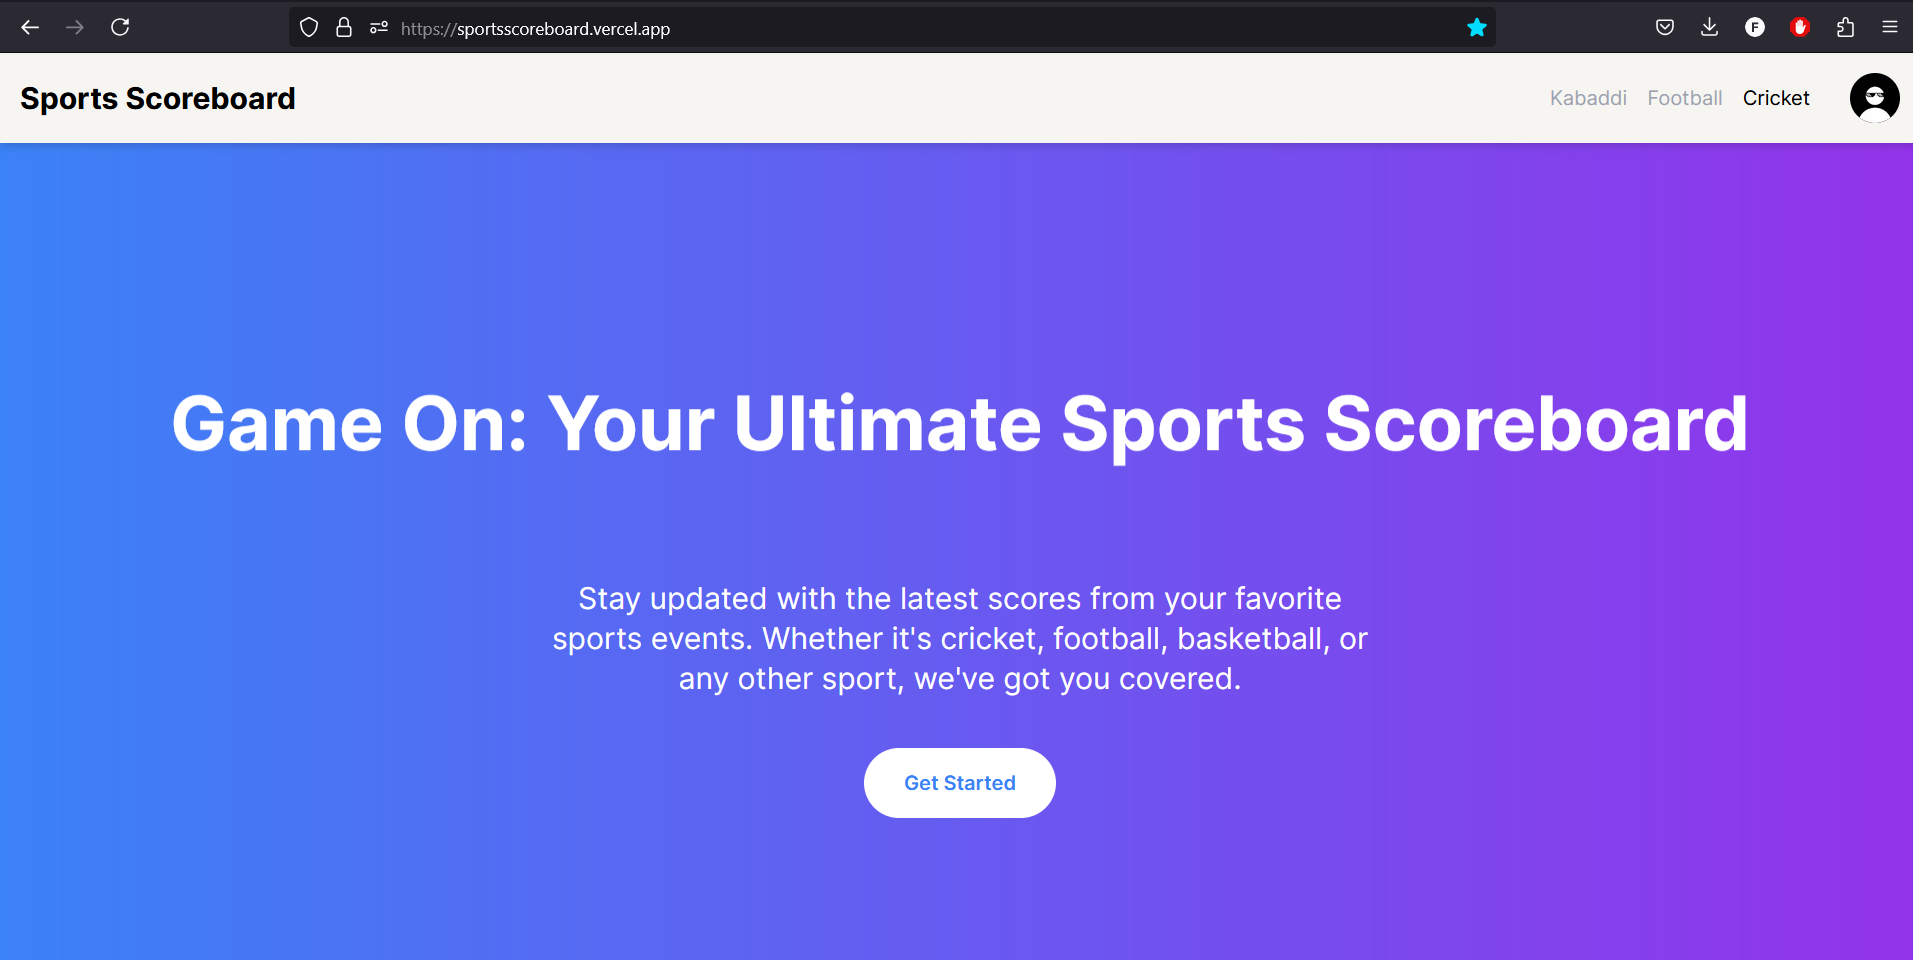 https://sportsscoreboard.vercel.app
F
Sports Scoreboard
Kabaddi Football Cricket
Game On: Your Ultimate Sports Scoreboard
Stay updated with the latest scores from your favorite
sports events. Whether it's cricket, football, basketball, or
any other sport, we've got you covered.
Get Started